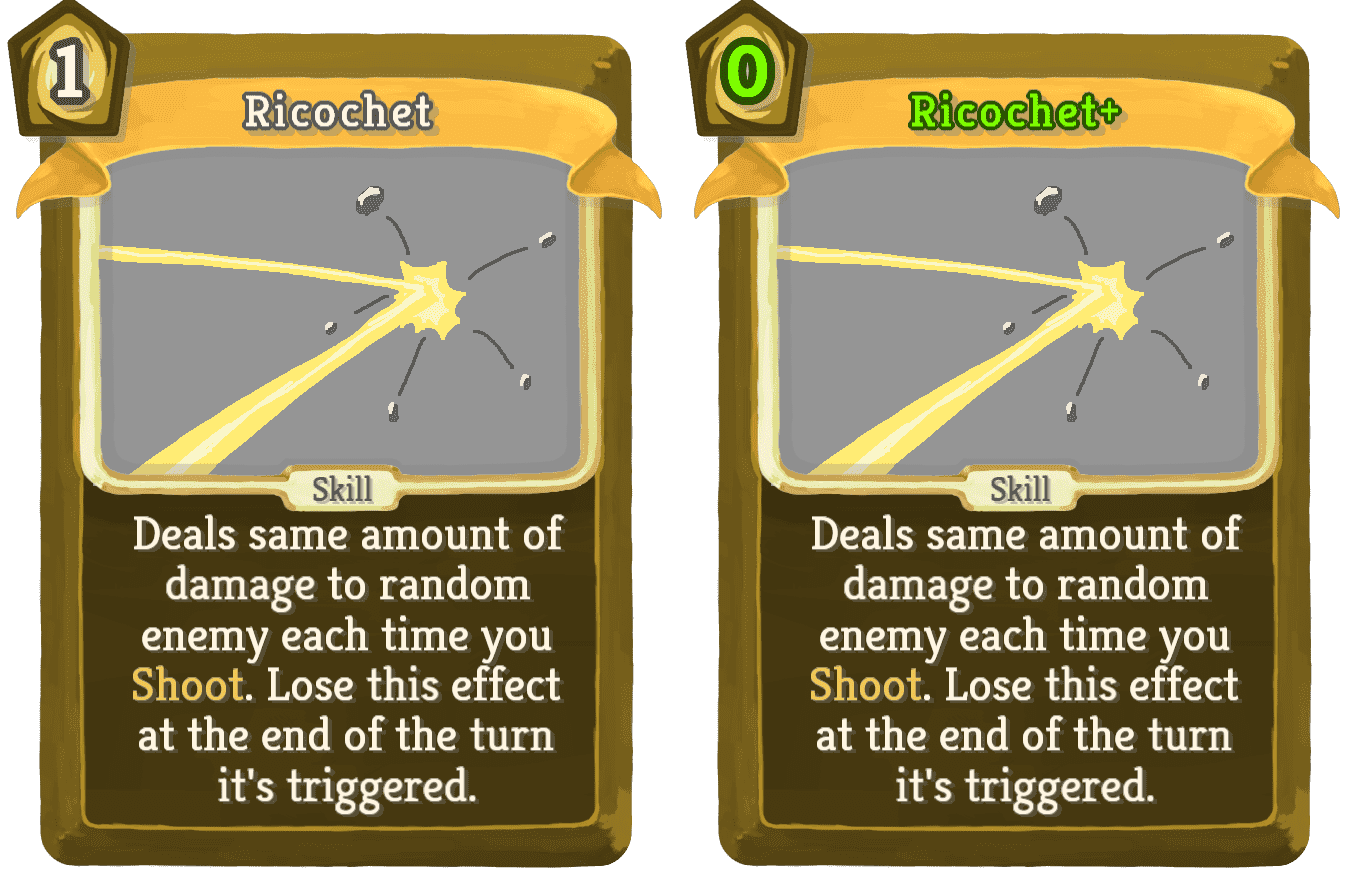 1
Ricochet
Skill
Deals same amount of
damage to random
enemy each time you
Shoot. Lose this effect
at the end of the turn
it's triggered.
0
Ricochet+
Skill
Deals same amount of
damage to random
enemy each time you
Shoot. Lose this effect
at the end of the turn
it's triggered.